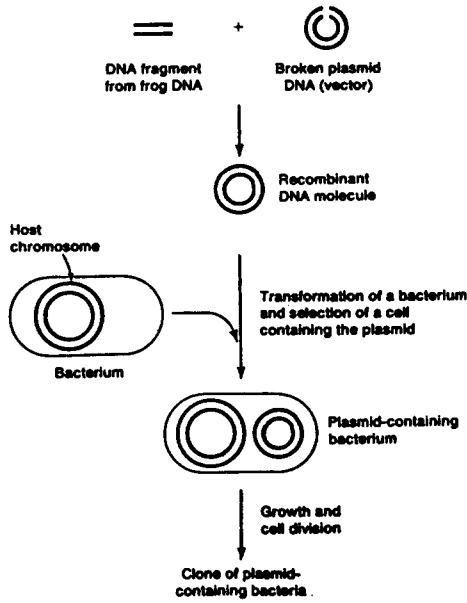 +
DNA fragment
from frog DNA
Broken plasmid
DNA (vector)
Recombinant
DNA molecule
Host
chromosome
Bacterium
Transformation of a bacterium
and selection of a cell
containing the plasmid
Plasmid-containing
bacterium
Growth and
cell division
Clone of plasmid-
containing bacteria.